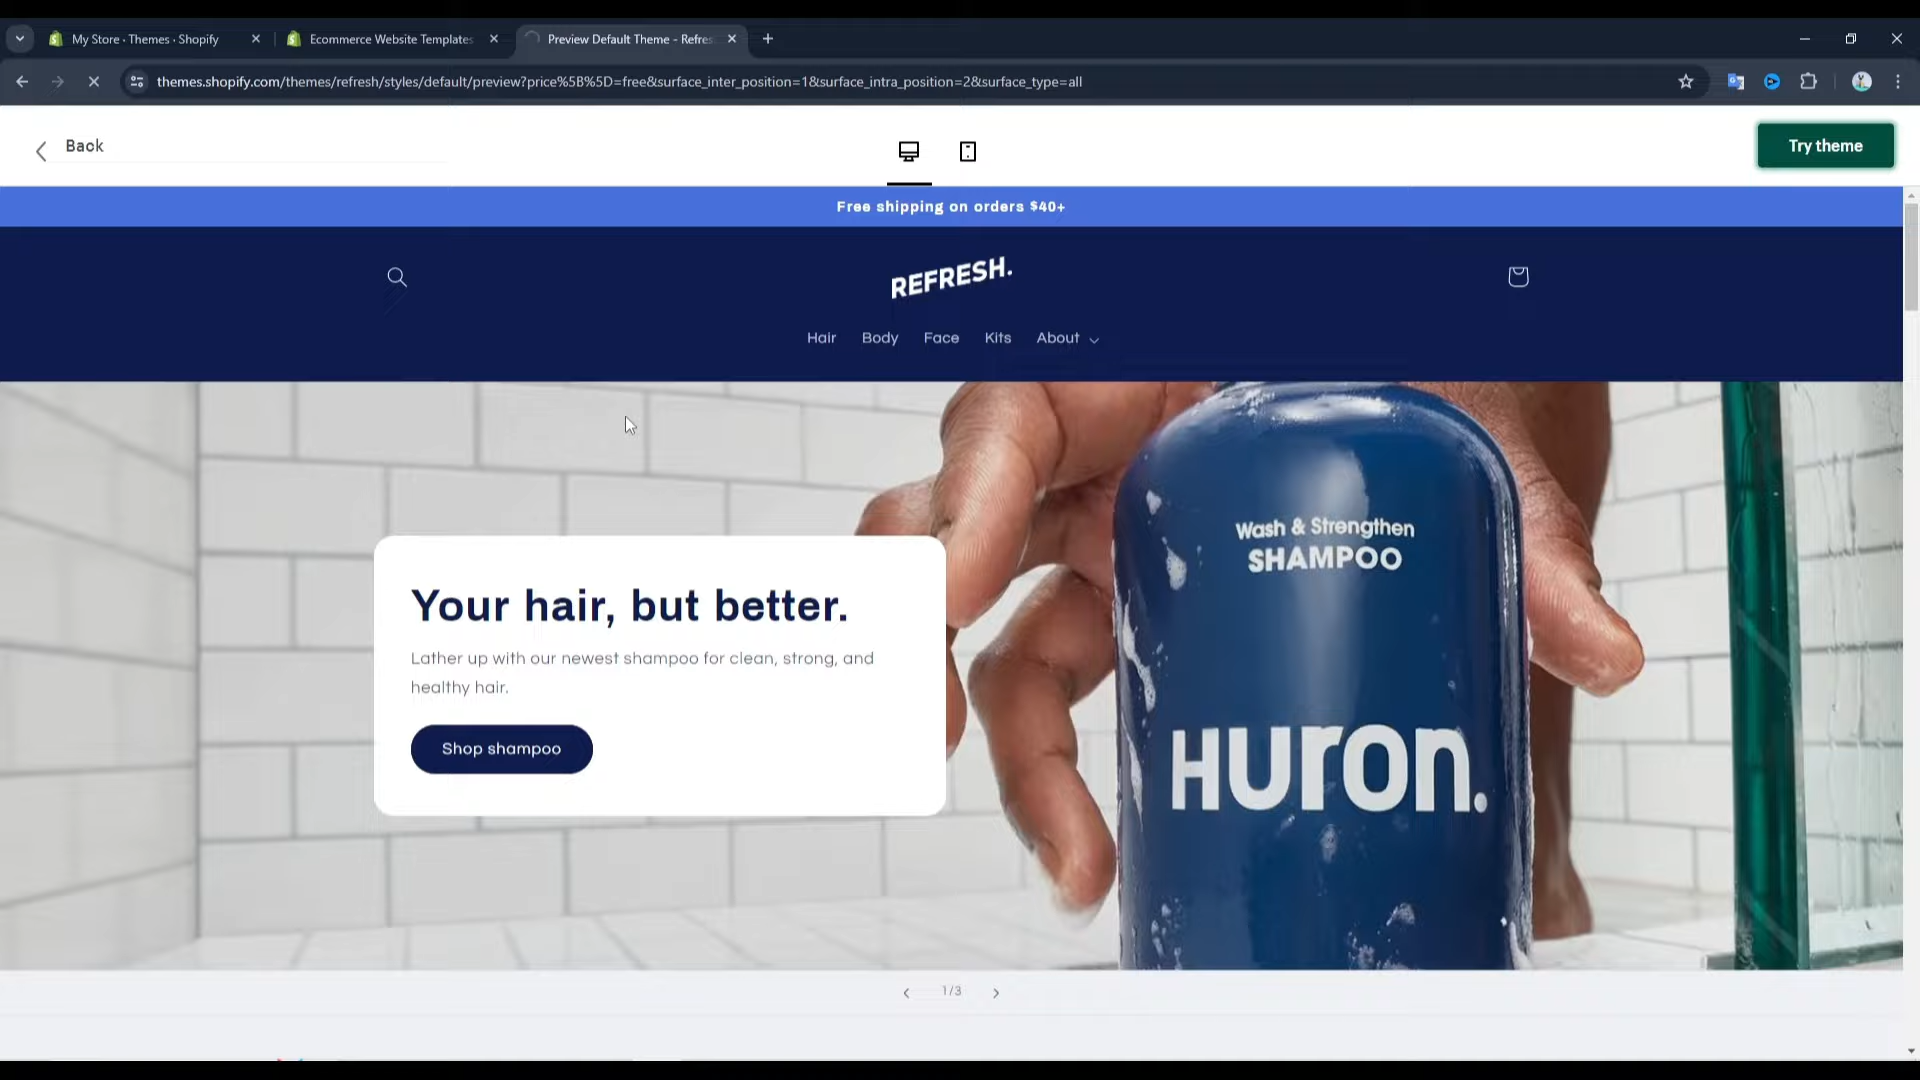 My Store · Themes · Shopify
Ecommerce Website Templates
Preview Default Theme - Refres
themes.shopify.com/themes/refresh/styles/default/preview?price%5B%5D=free&surface_inter_position=1&surface_intra_position=2&surface_type=all
Back
Try theme
Free shipping on orders $40+
REFRESH.
Hair Body Face Kits About
Wash & Strengthen
SHAMPOO
Huron.
Your hair, but better.
Lather up with our newest shampoo for clean, strong, and
healthy hair.
Shop shampoo
1/3